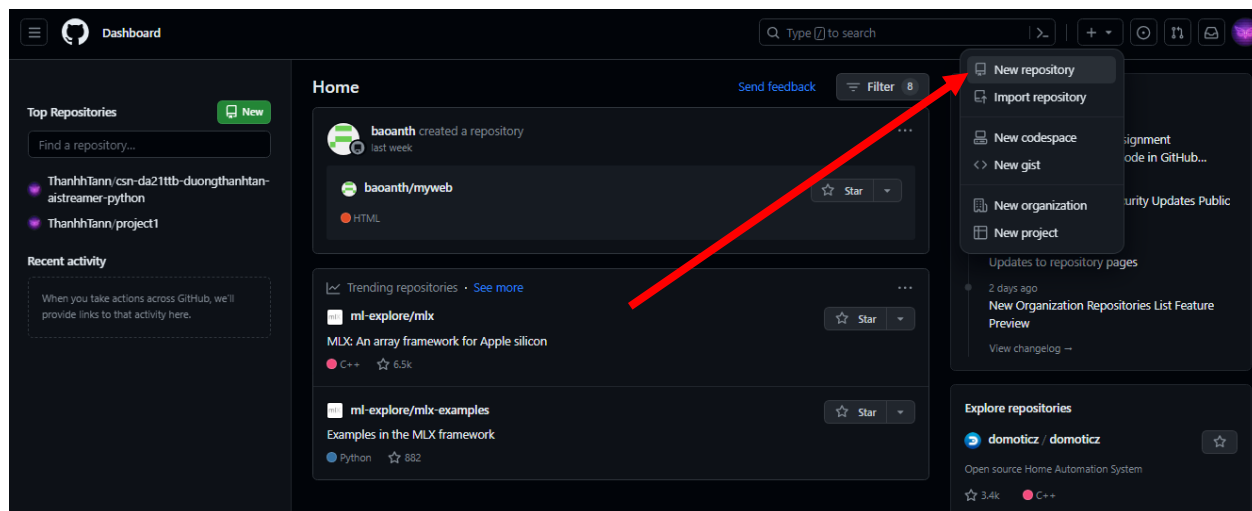 Dashboard
Type / to search
Top Repositories
New
Find a repository...
ThanhhTann/csn-da21ttb-duongthanhtan-
aistreamer-python
ThanhhTann/project1
Recent activity
When you take actions across GitHub, we'll
provide links to that activity here.
Home
Send feedback
Filter 8
baoanth created a repository
last week
baoanth/myweb
Star
HTML
Trending repositories · See more
ml-explore/mlx
Star
MLX: An array framework for Apple silicon
C++ 6.5k
ml-explore/mlx-examples
Star
Examples in the MLX framework
Python 882
New repository
Import repository
New codespace
New gist
New organization
New project
signment
ode in GitHub...
urity Updates Public
Updates to repository pages
2 days ago
New Organization Repositories List Feature
Preview
View changelog →
Explore repositories
domoticz / domoticz
Open source Home Automation System
3.4k C++